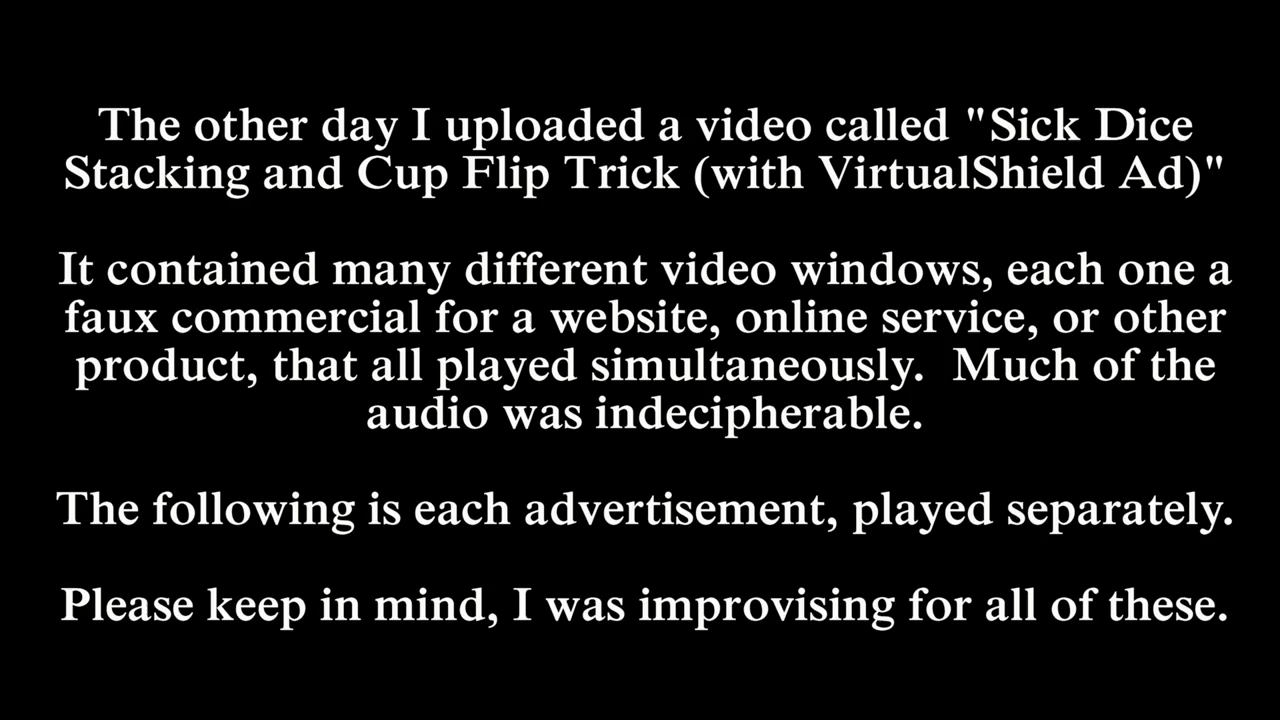 The other day I uploaded a video called "Sick Dice
Stacking and Cup Flip Trick (with VirtualShield Ad)"
It contained many different video windows, each one a
faux commercial for a website, online service, or other
product, that all played simultaneously.  Much of the
audio was indecipherable.
The following is each advertisement, played separately.
Please keep in mind, I was improvising for all of these.